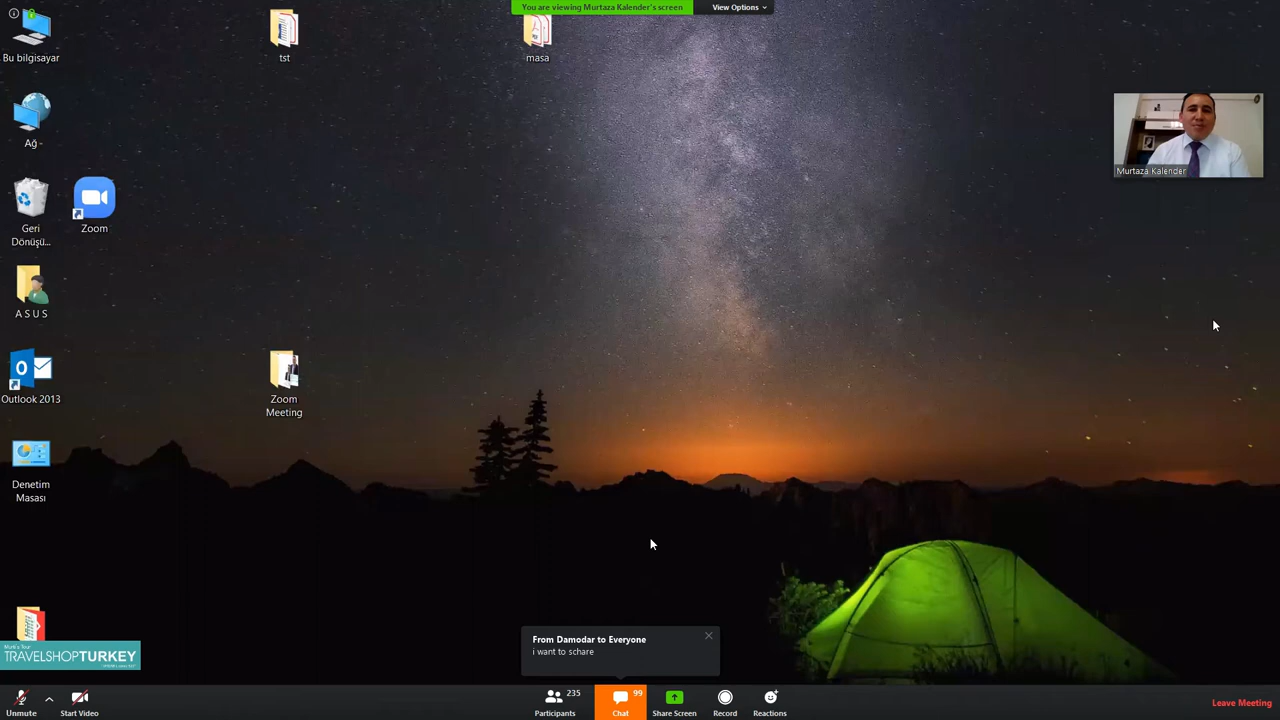 You are viewing Murtaza Kalender's screen
View Options
Bu bilgisayar
tst
masa
Ağ
Murtaza Kalender
Geri
Dönüşü...
Zoom
A S U S
Outlook 2013
Zoom
Meeting
Denetim
Masası
From Damodar to Everyone
i want to schare
TRAVELSHOPTURKEY
Unmute
Start Video
235
Participants
99
Chat
Share Screen
Record
Reactions
Leave Meeting